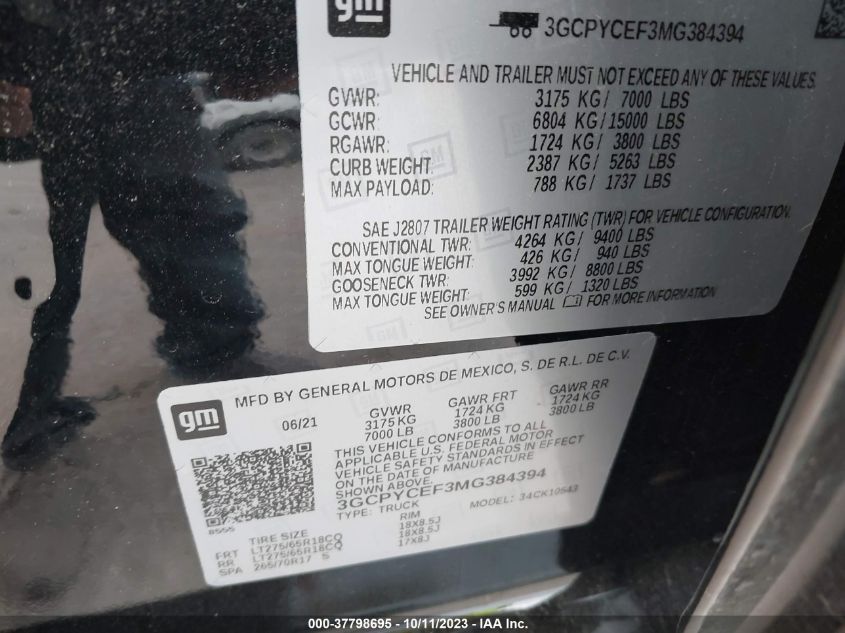 gm
3GCPYCEF3MG384394
VEHICLE AND TRAILER MUST NOT EXCEED ANY OF THESE VALUES.
GVWR: 3175 KG/ 7000 LBS
GCWR: 6804 KG/15000 LBS
RGAWR: 1724 KG/ 3800 LBS
CURB WEIGHT: 2387 KG/ 5263 LBS
MAX PAYLOAD: 788 KG/ 1737 LBS
SAE J2807 TRAILER WEIGHT RATING (TWR) FOR VEHICLE CONFIGURATION.
CONVENTIONAL TWR: 4264 KG/ 9400 LBS
MAX TONGUE WEIGHT: 426 KG/ 940 LBS
GOOSENECK TWR: 3992 KG/ 8800 LBS
MAX TONGUE WEIGHT: 599 KG/ 1320 LBS
SEE OWNER'S MANUAL FOR MORE INFORMATION
gm
MFD BY GENERAL MOTORS DE MEXICO, S. DE R.L. DE C.V.
06/21 GVWR GAWR FRT GAWR RR
3175 KG 1724 KG 1724 KG
7000 LB 3800 LB 3800 LB
THIS VEHICLE CONFORMS TO ALL
APPLICABLE U.S. FEDERAL MOTOR
VEHICLE SAFETY STANDARDS IN EFFECT
ON THE DATE OF MANUFACTURE
SHOWN ABOVE.
3GCPYCEF3MG384394
8555 TYPE: TRUCK MODEL: 34CK10543
TIRE SIZE RIM
FRT LT275/65R18CQ 18X8.5J
RR LT275/65R18CQ 18X8.5J
SPA 265/70R17 S 17X8J
000-37798695 - 10/11/2023 - IAA Inc.